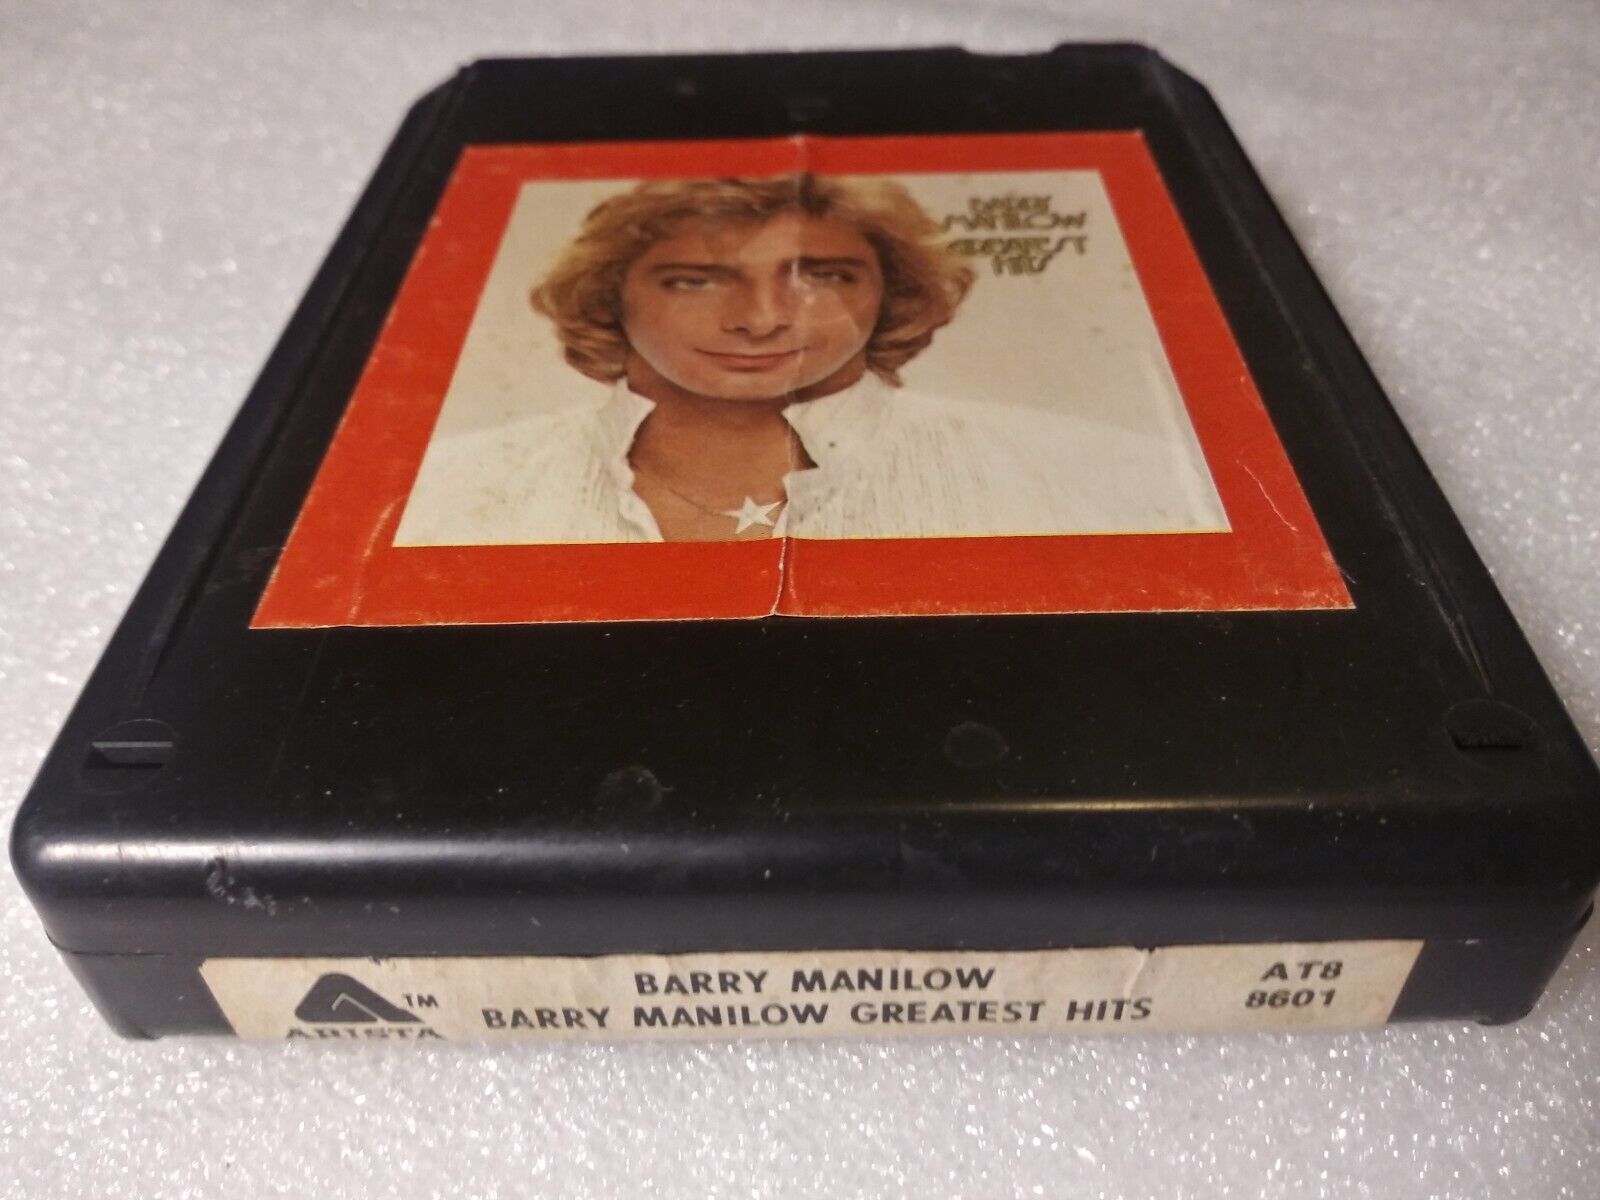 BARRY
MANILOW
GREATEST
HITS
ARISTA TM
BARRY MANILOW
BARRY MANILOW GREATEST HITS
AT8
8601